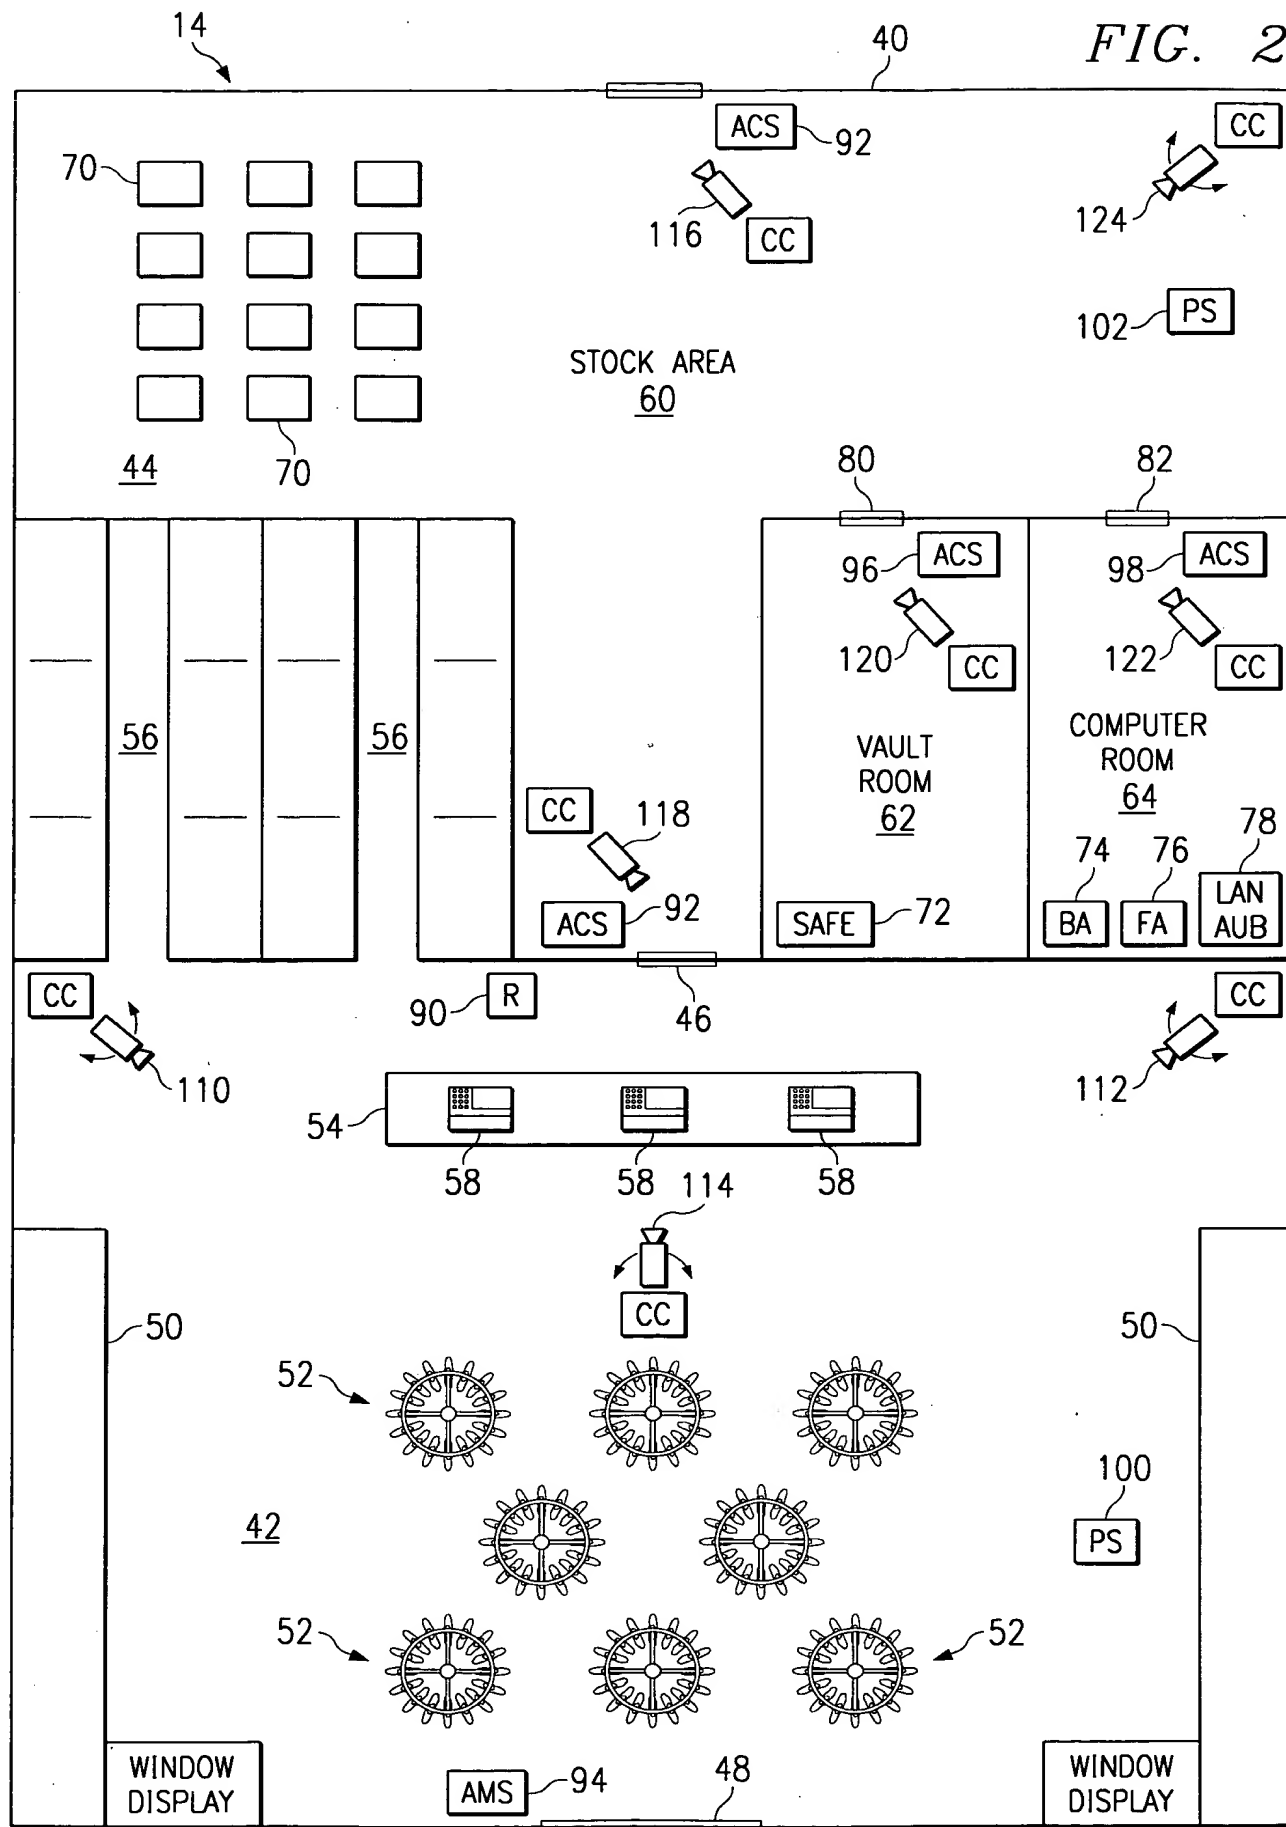 FIG. 2
14
40
ACS
92
CC
70
116
CC
124
102
PS
STOCK AREA
60
44
70
80
82
96
ACS
98
ACS
120
CC
122
CC
56
56
VAULT
ROOM
62
COMPUTER
ROOM
64
CC
118
74
76
78
ACS
92
SAFE
72
BA
FA
LAN
AUB
CC
90
R
46
CC
110
112
54
58
58
58
114
CC
50
50
52
100
42
PS
52
52
WINDOW
DISPLAY
AMS
94
48
WINDOW
DISPLAY